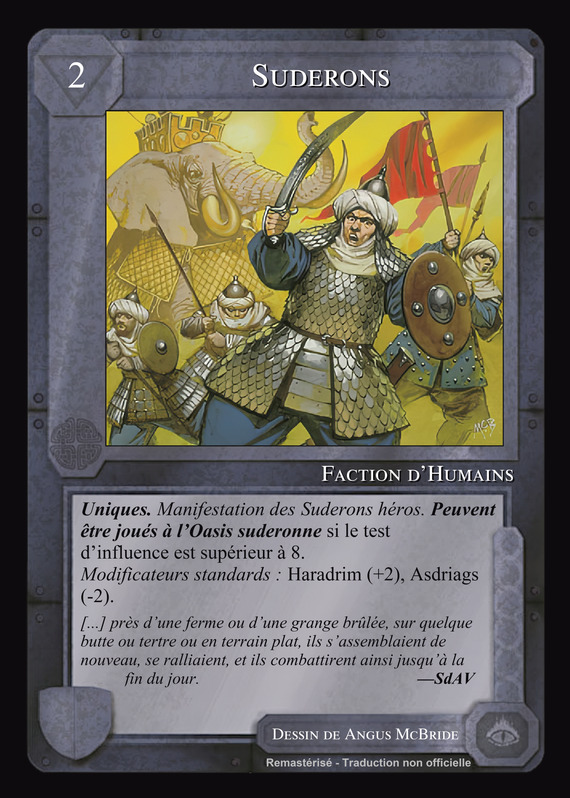 2
SUDERONS
McB
FACTION D'HUMAINS
Uniques. Manifestation des Suderons héros. Peuvent
être joués à l'Oasis suderonne si le test
d'influence est supérieur à 8.
Modificateurs standards : Haradrim (+2), Asdriags
(-2).
[...] près d'une ferme ou d'une grange brûlée, sur quelque
butte ou tertre ou en terrain plat, ils s'assemblaient de
nouveau, se ralliaient, et ils combattirent ainsi jusqu'à la
fin du jour. —SdAV
DESSIN DE ANGUS MCBRIDE
Remastérisé - Traduction non officielle